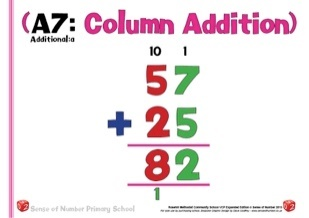 (A7: Column Addition)
Additional:a
10 1
57
+ 25
82
1
Sense of Number Primary School